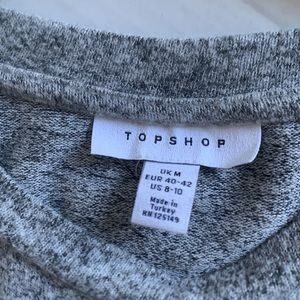 TOPSHOP
UK M
EUR 40-42
US 8-10
Made in
Turkey
RN125149